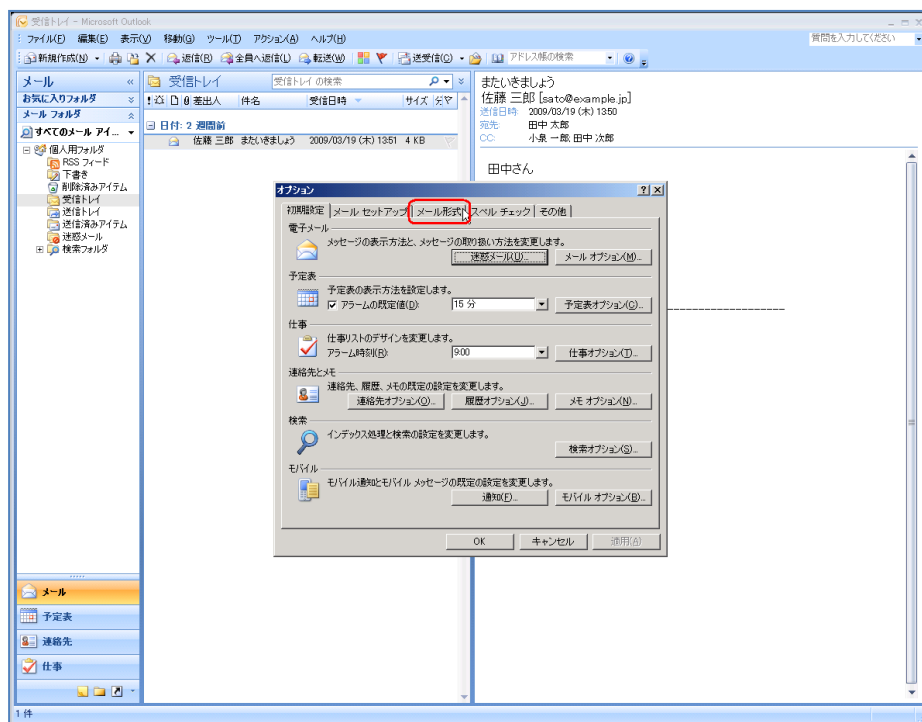 受信トレイ - Microsoft Outlook
ファイル(F) 編集(E) 表示(V) 移動(G) ツール(T) アクション(A) ヘルプ(H)
質問を入力してください
新規作成(N) 返信(R) 全員へ返信(L) 転送(W) 送受信(C) アドレス帳の検索
メール
お気に入りフォルダ
メール フォルダ
すべてのメール アイ...
個人用フォルダ
RSS フィード
下書き
削除済みアイテム
受信トレイ
送信トレイ
送信済みアイテム
迷惑メール
検索フォルダ
メール
予定表
連絡先
仕事
1 件
受信トレイ
受信トレイ の検索
差出人 件名 受信日時 サイズ
日付: 2 週間前
佐藤 三郎 またいきましょう 2009/03/19 (木) 13:51 4 KB
またいきましょう
佐藤 三郎 [sato@example.jp]
送信日時: 2009/03/19 (木) 13:50
宛先: 田中 太郎
CC: 小泉 一郎; 田中 次郎
田中さん
オプション
初期設定 メール セットアップ メール形式 スペル チェック その他
電子メール
メッセージの表示方法と、メッセージの取り扱い方法を変更します。
迷惑メール(U)... メール オプション(M)...
予定表
予定表の表示方法を設定します。
アラームの既定値(D): 15 分 予定表オプション(C)...
仕事
仕事リストのデザインを変更します。
アラーム時刻(R): 9:00 仕事オプション(T)...
連絡先とメモ
連絡先、履歴、メモの既定の設定を変更します。
連絡先オプション(O)... 履歴オプション(J)... メモ オプション(N)...
検索
インデックス処理と検索の設定を変更します。
検索オプション(S)...
モバイル
モバイル通知とモバイル メッセージの既定の設定を変更します。
通知(F)... モバイル オプション(B)...
OK キャンセル 適用(A)